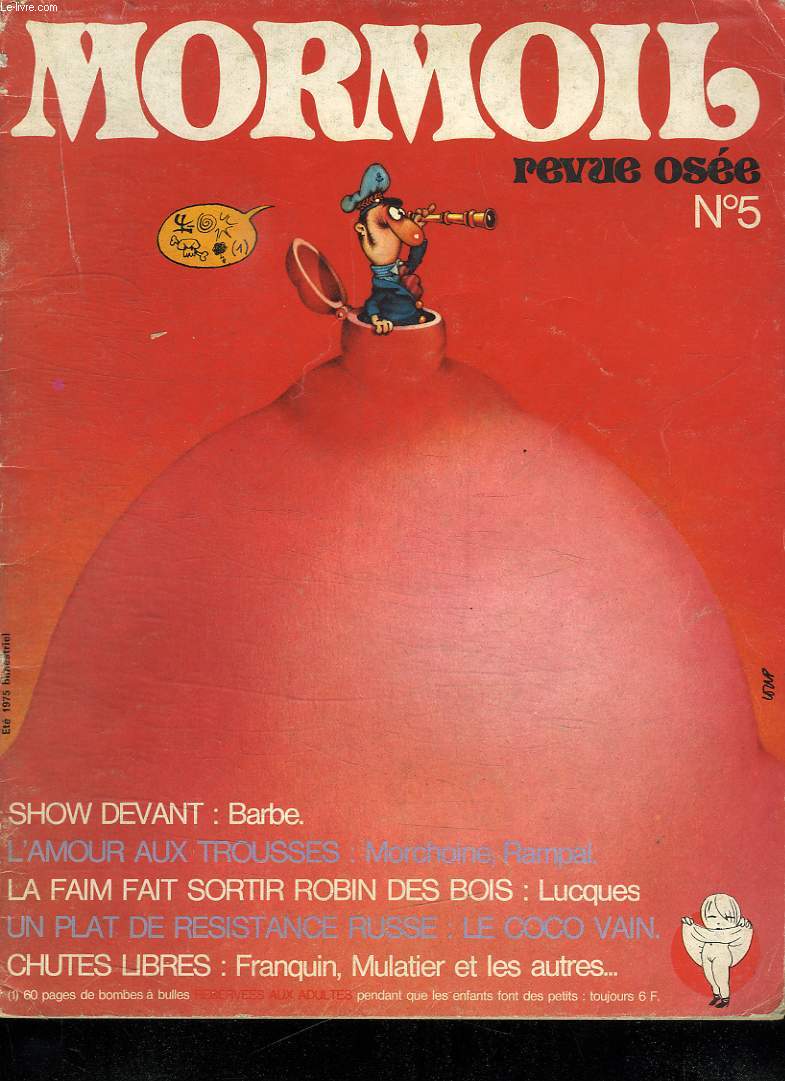 Le-livre.com
MORMOIL
revue osée
N°5
(1)
Eté 1975 bimestriel
SHOW DEVANT : Barbe.
L'AMOUR AUX TROUSSES : Morchoine, Rampal.
LA FAIM FAIT SORTIR ROBIN DES BOIS : Lucques
UN PLAT DE RESISTANCE RUSSE : LE COCO VAIN.
CHUTES LIBRES : Franquin, Mulatier et les autres...
(1) 60 pages de bombes à bulles RESERVEES AUX ADULTES pendant que les enfants font des petits : toujours 6 F.